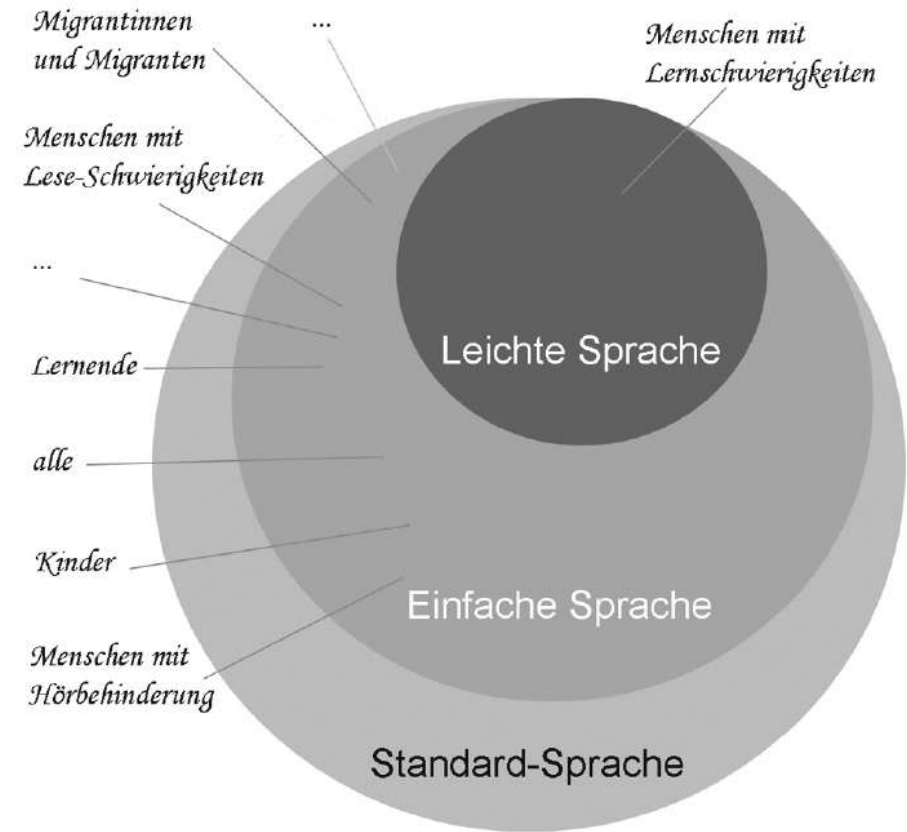 Migrantinnen
und Migranten
...
Menschen mit
Lernschwierigkeiten
Menschen mit
Lese-Schwierigkeiten
...
Lernende
alle
Kinder
Menschen mit
Hörbehinderung
Leichte Sprache
Einfache Sprache
Standard-Sprache